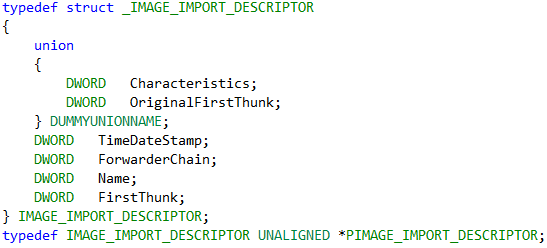 typedef struct _IMAGE_IMPORT_DESCRIPTOR
{
    union
    {
        DWORD   Characteristics;
        DWORD   OriginalFirstThunk;
    } DUMMYUNIONNAME;
    DWORD   TimeDateStamp;
    DWORD   ForwarderChain;
    DWORD   Name;
    DWORD   FirstThunk;
} IMAGE_IMPORT_DESCRIPTOR;
typedef IMAGE_IMPORT_DESCRIPTOR UNALIGNED *PIMAGE_IMPORT_DESCRIPTOR;